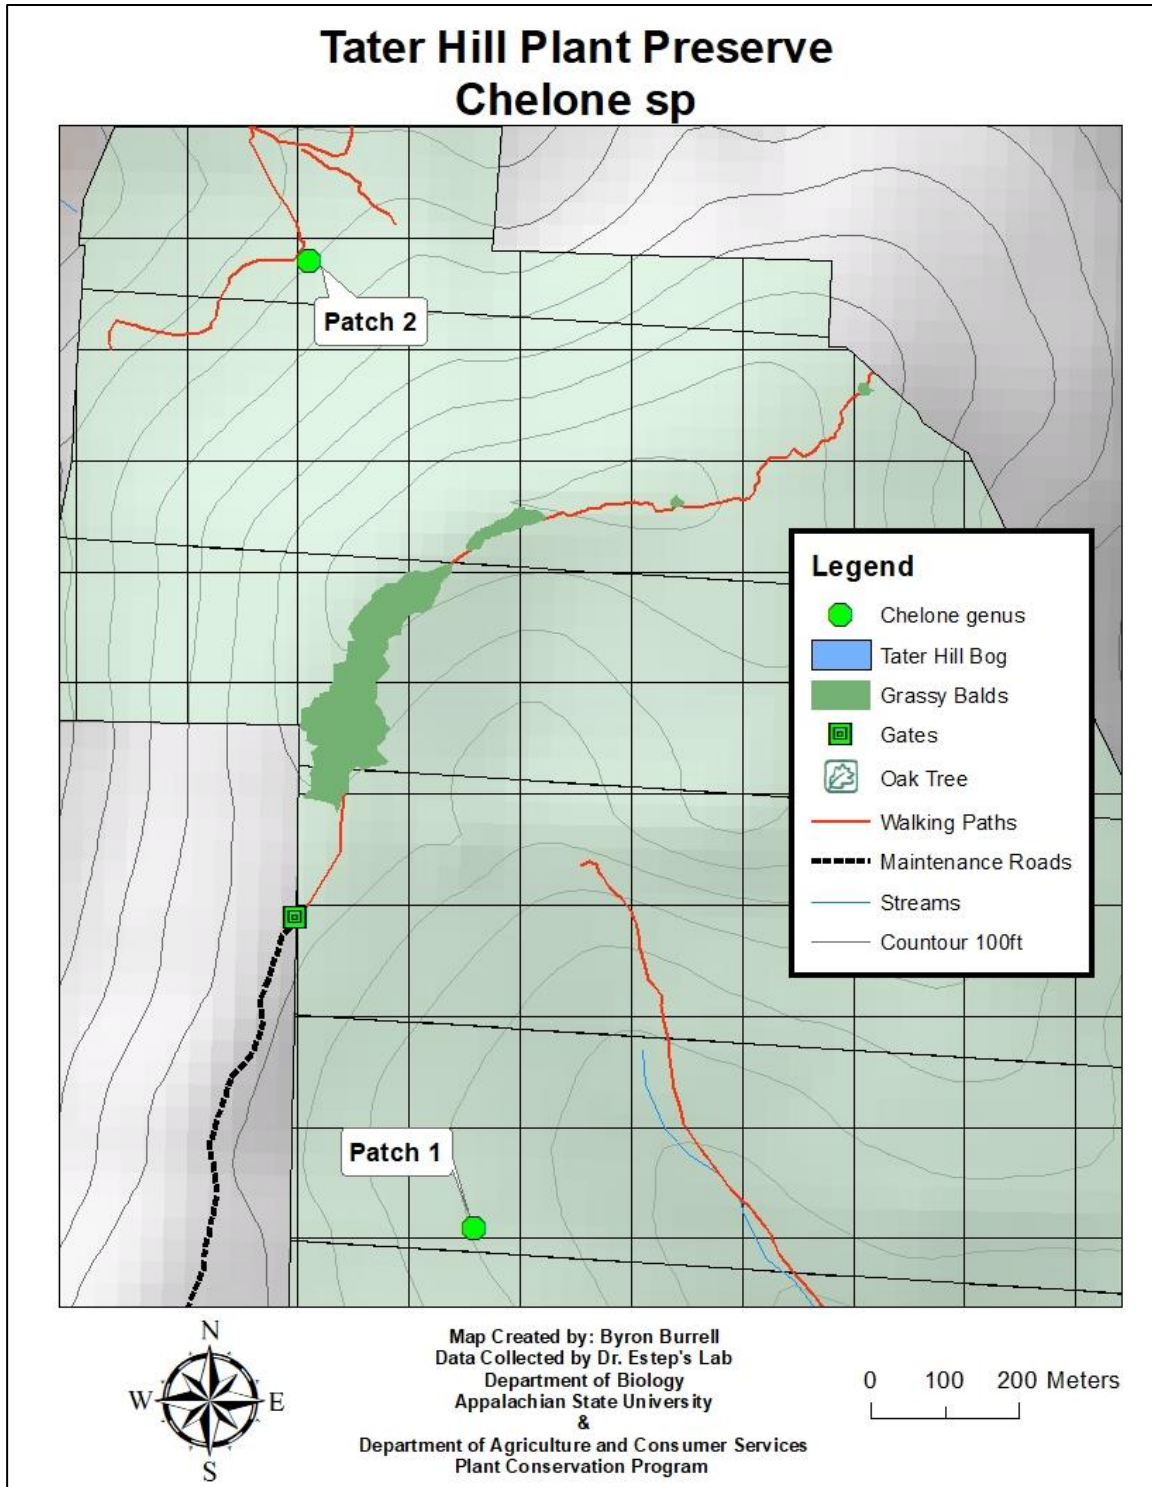 Tater Hill Plant Preserve
Chelone sp
Patch 2
Legend
Chelone genus
Tater Hill Bog
Grassy Balds
Gates
Oak Tree
Walking Paths
Maintenance Roads
Streams
Countour 100ft
Patch 1
N
W
E
S
Map Created by: Byron Burrell
Data Collected by Dr. Estep's Lab
Department of Biology
Appalachian State University
&
Department of Agriculture and Consumer Services
Plant Conservation Program
0 100 200 Meters